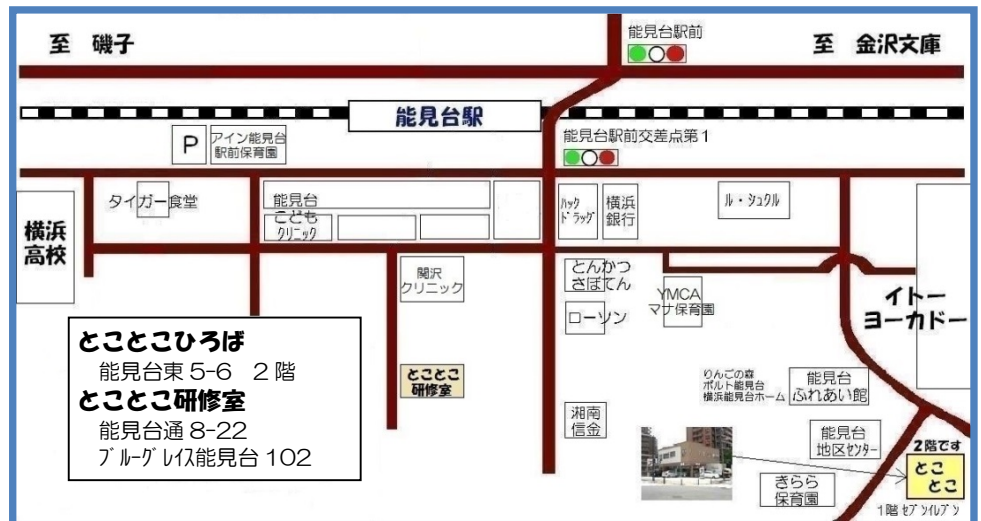 至 磯子
能見台駅前
至 金沢文庫
能見台駅
能見台駅前交差点第1
P
アイン能見台
駅前保育園
横浜
高校
タイガー食堂
能見台
こども
クリニック
ハック
ドラッグ
横浜
銀行
ル・シュクル
関沢
クリニック
とんかつ
さぼてん
ローソン
YMCA
マナ保育園
イトー
ヨーカドー
とことこひろば
能見台東 5-6 2階
とことこ研修室
能見台通 8-22
ブルーグレイス能見台 102
とことこ
研修室
湘南
信金
りんごの森
ポルト能見台
横浜能見台ホーム
能見台
ふれあい館
能見台
地区センター
きらら
保育園
2階です
とこ
とこ
1階 セブンイレブン